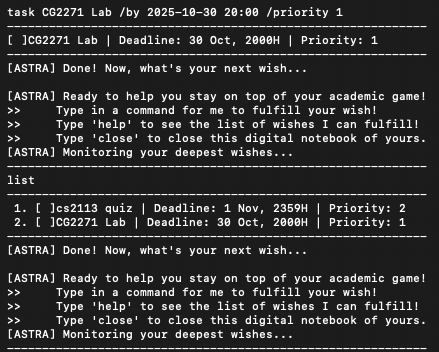 task CG2271 Lab /by 2025-10-30 20:00 /priority 1
[ ]CG2271 Lab | Deadline: 30 Oct, 2000H | Priority: 1
[ASTRA] Done! Now, what's your next wish...
[ASTRA] Ready to help you stay on top of your academic game!
>>     Type in a command for me to fulfill your wish!
>>     Type 'help' to see the list of wishes I can fulfill!
>>     Type 'close' to close this digital notebook of yours.
[ASTRA] Monitoring your deepest wishes...
list
1. [ ]cs2113 quiz | Deadline: 1 Nov, 2359H | Priority: 2
2. [ ]CG2271 Lab | Deadline: 30 Oct, 2000H | Priority: 1
[ASTRA] Done! Now, what's your next wish...
[ASTRA] Ready to help you stay on top of your academic game!
>>     Type in a command for me to fulfill your wish!
>>     Type 'help' to see the list of wishes I can fulfill!
>>     Type 'close' to close this digital notebook of yours.
[ASTRA] Monitoring your deepest wishes...